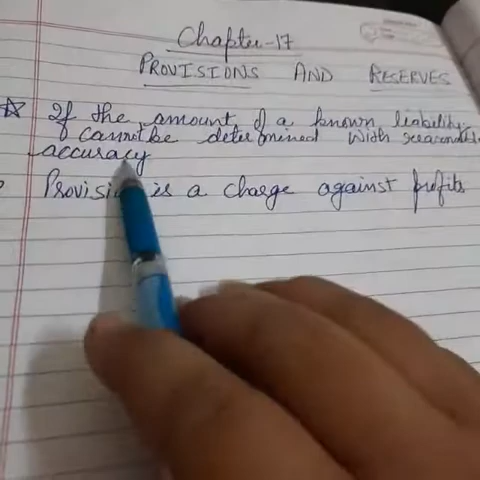 Chapter-17
PROVISIONS AND RESERVES
☆ If the amount of a known liability
cannot be determined with
accuracy
Provision is a charge against profits